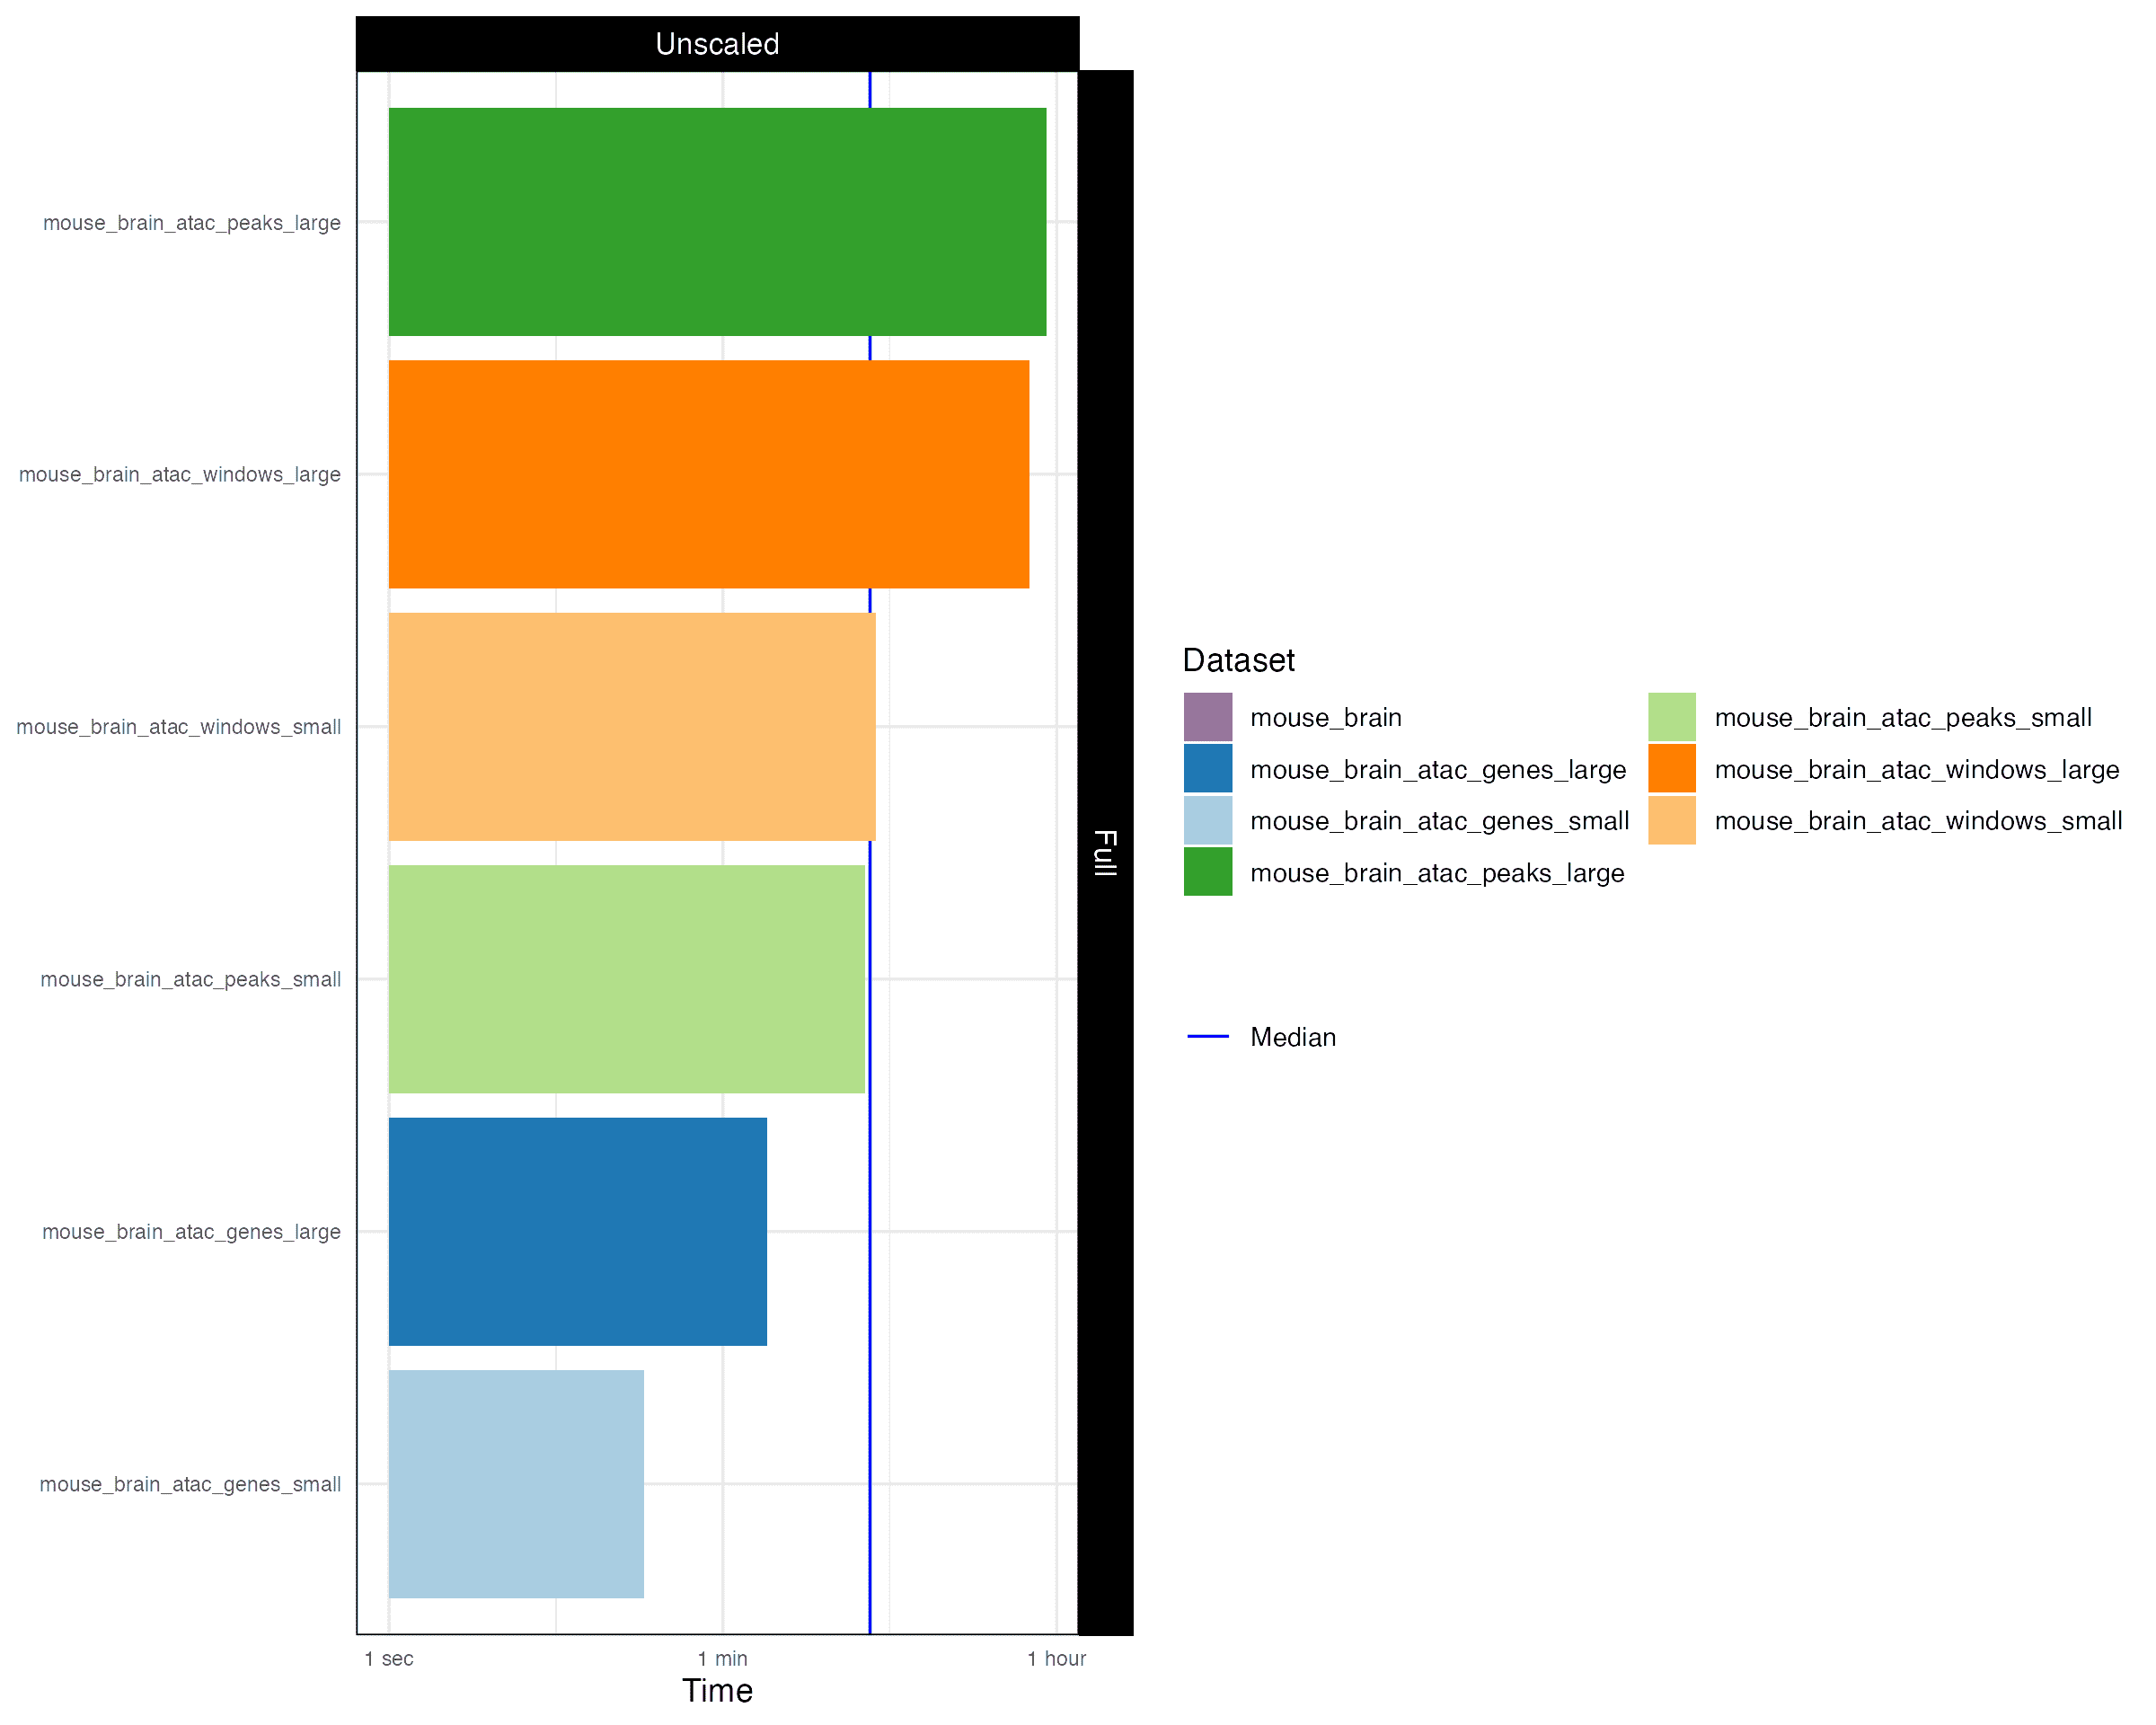 Unscaled
mouse_brain_atac_peaks_large
mouse_brain_atac_windows_large
mouse_brain_atac_windows_small
mouse_brain_atac_peaks_small
mouse_brain_atac_genes_large
mouse_brain_atac_genes_small
1 sec
1 min
1 hour
Time
Full
Dataset
mouse_brain
mouse_brain_atac_genes_large
mouse_brain_atac_genes_small
mouse_brain_atac_peaks_large
mouse_brain_atac_peaks_small
mouse_brain_atac_windows_large
mouse_brain_atac_windows_small
Median